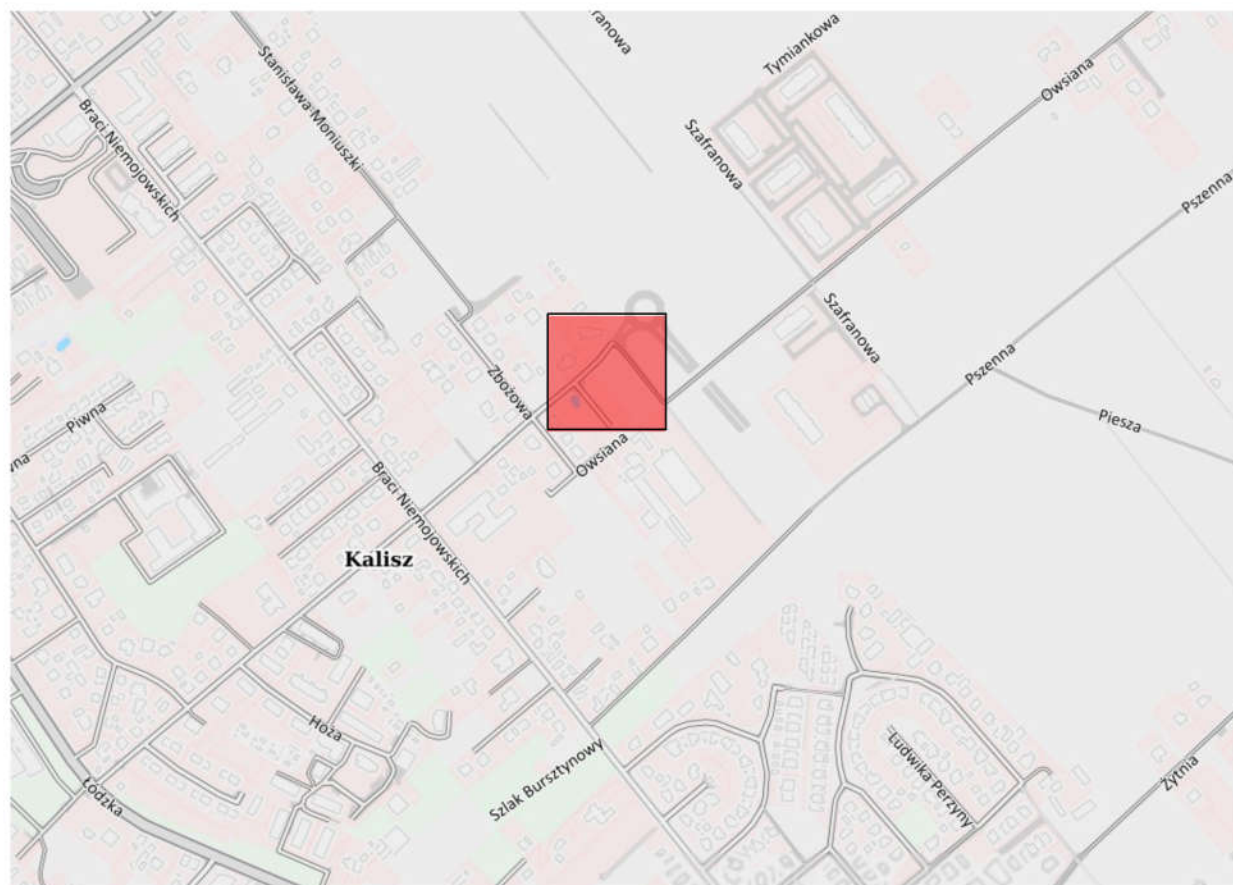 franowa
Tymiankowa
Stanisława Moniuszki
Owsiana
Braci Niemojowskich
Szafranowa
Pszenna
Szafranowa
Zbożowa
Pszenna
Piwna
Piesza
wna
Owsiana
Braci Niemojowskich
Kalisz
Hoża
Szlak Bursztynowy
Ludwika Perzyny
Żytnia
Łódzka